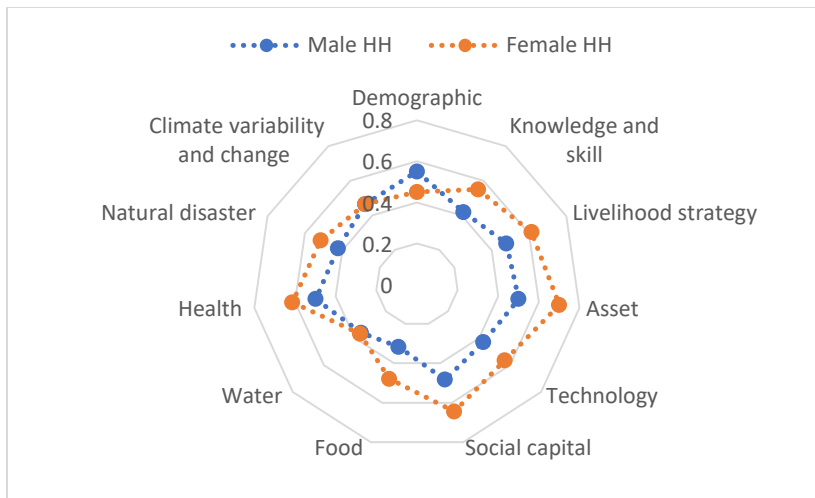 Male HH
Female HH
Demographic
0.8
Climate variability
and change
Knowledge and
skill
0.6
0.4
Natural disaster
Livelihood strategy
0.2
0
Health
Asset
Water
Technology
Food
Social capital